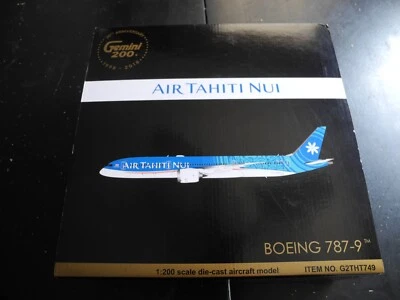 Gemini
200
AIR TAHITI NUI
AIR TAHITI NUI
BOEING 787-9™
1:200 scale die-cast aircraft model
ITEM NO. G2THT749